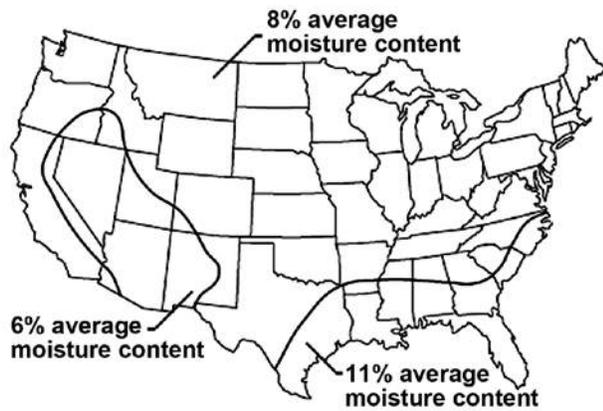 8% average
moisture content
6% average
moisture content
11% average
moisture content